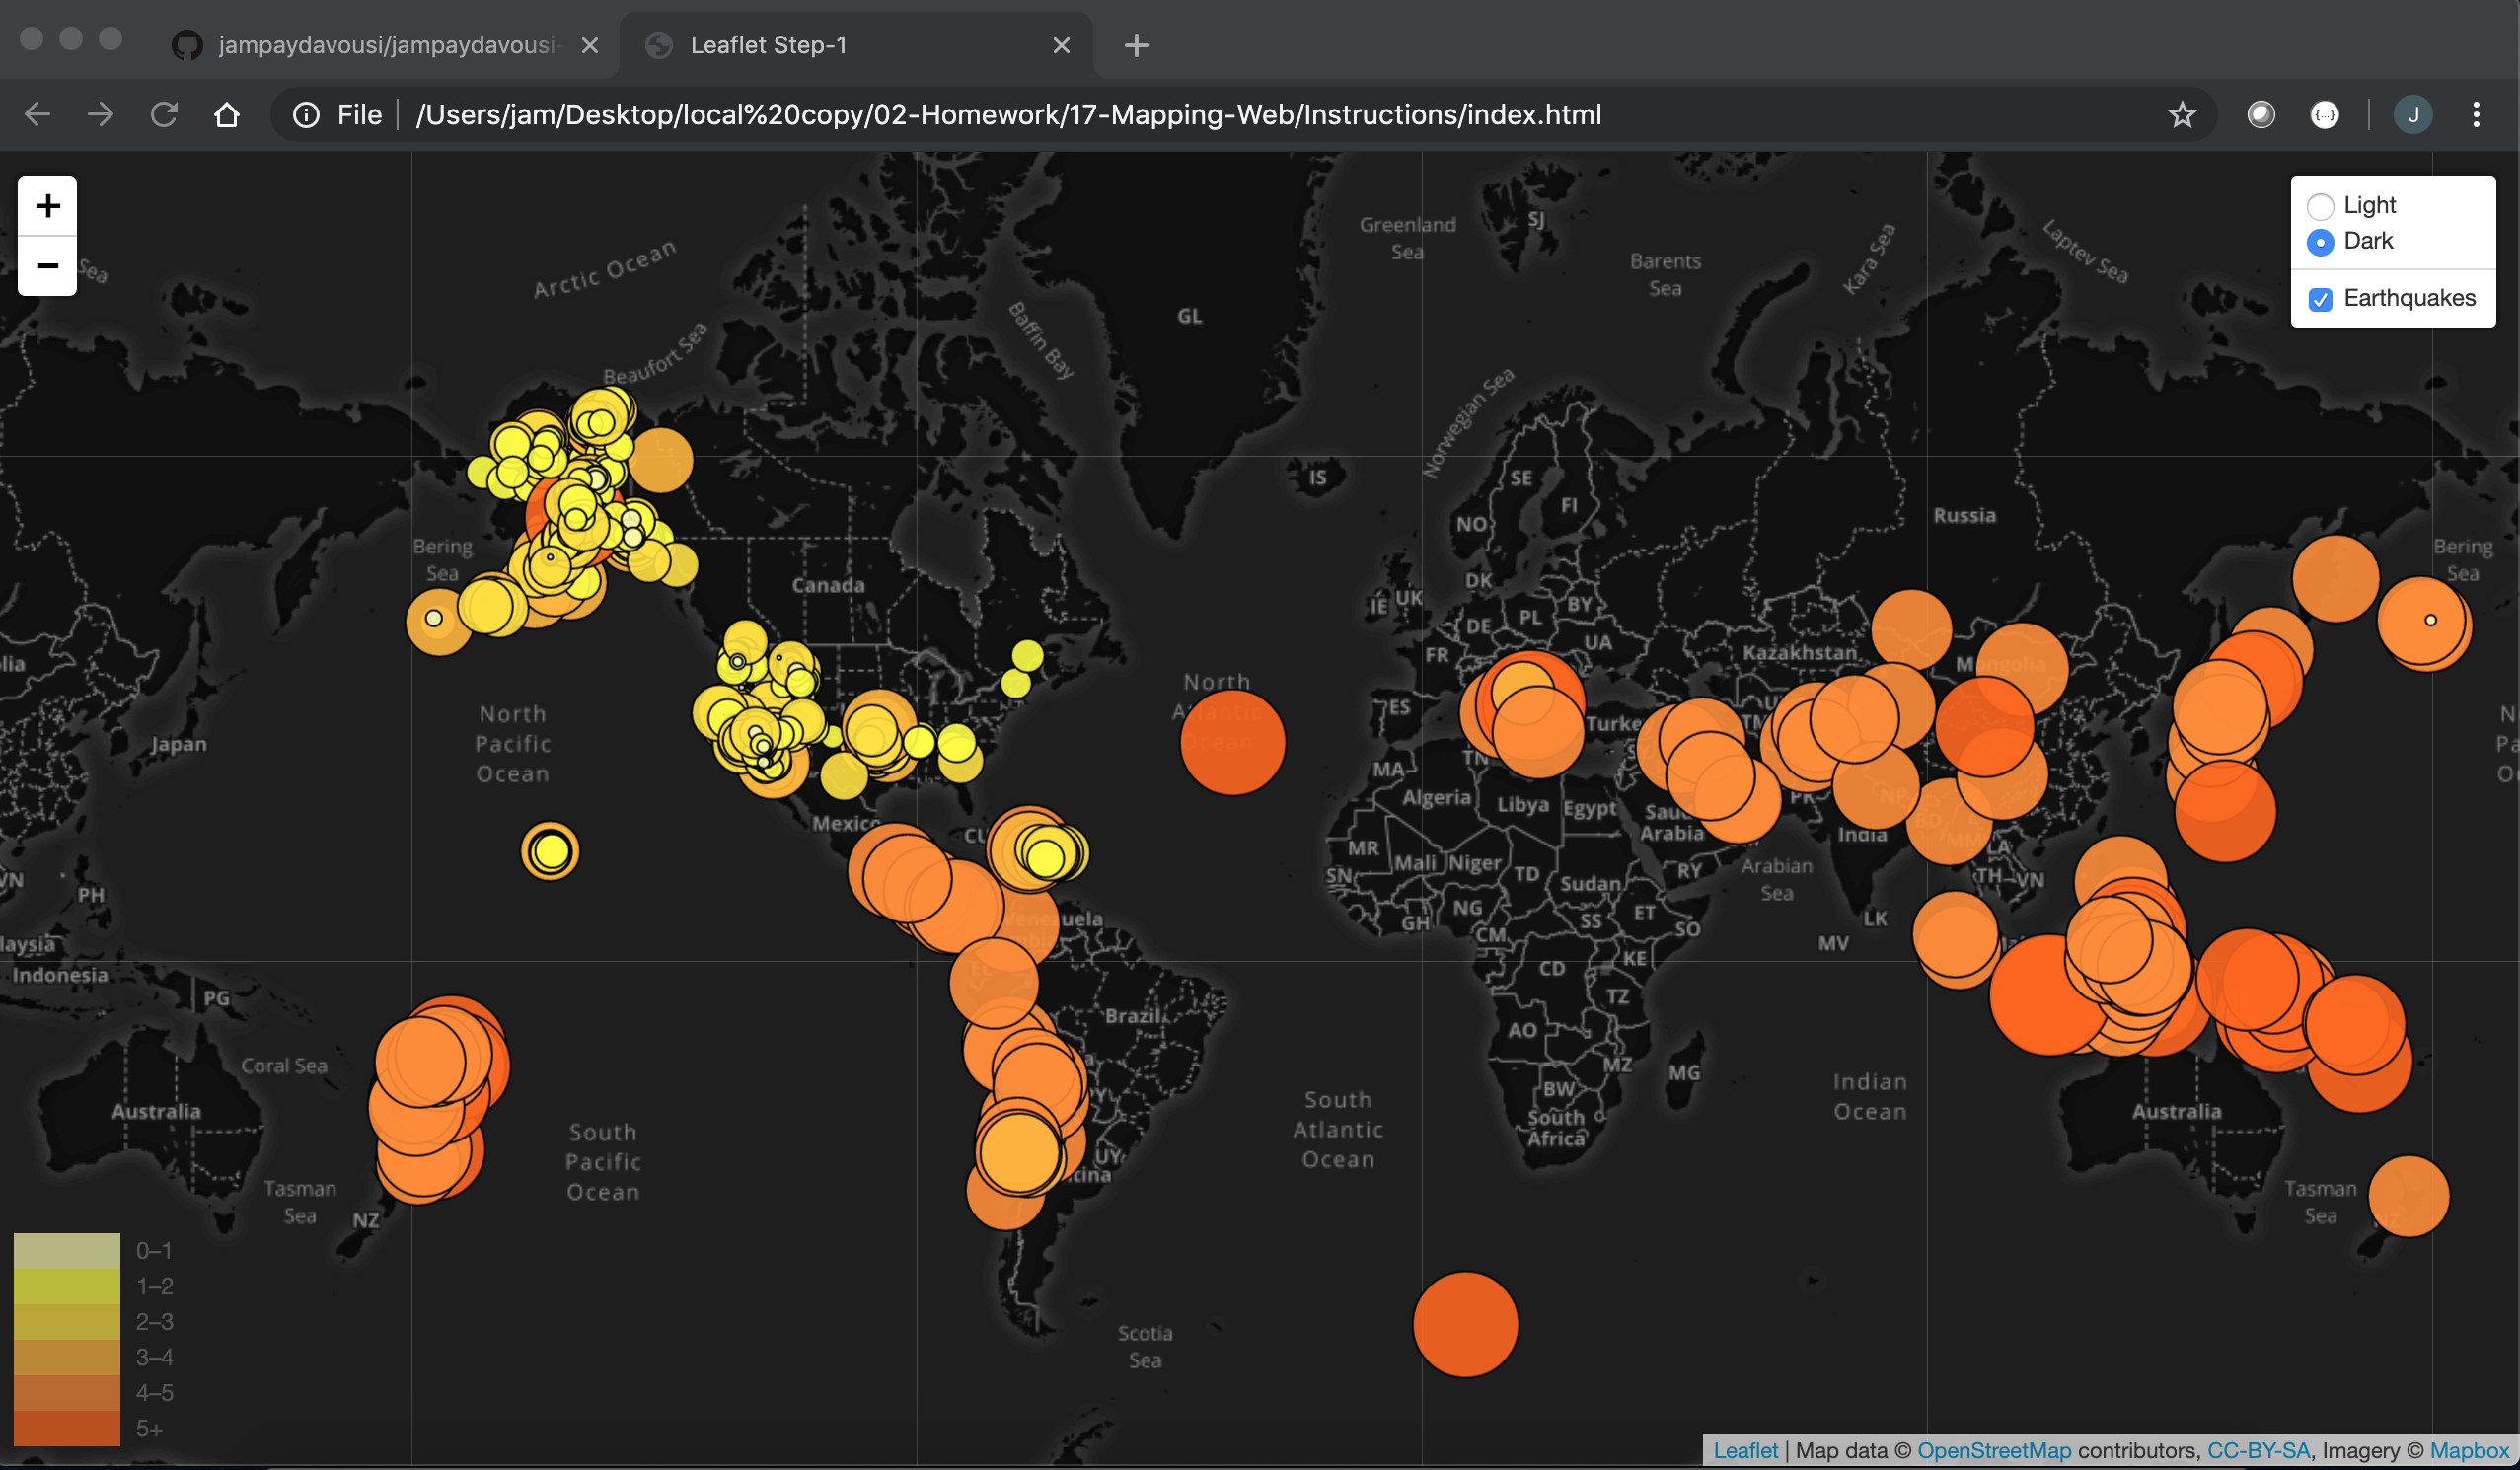 jampaydavousi/jampaydavousi-
Leaflet Step-1
File | /Users/jam/Desktop/local%20copy/02-Homework/17-Mapping-Web/Instructions/index.html
{...}
J
+
−
Light
Dark
Earthquakes
Sea
Arctic Ocean
Beaufort Sea
Baffin Bay
GL
Greenland
Sea
SJ
Barents
Sea
Kara Sea
Laptev Sea
Norwegian Sea
IS
SE
FI
NO
Russia
Bering
Sea
Bering
Sea
Canada
DK
IE
UK
PL
BY
DE
UA
FR
Kazakhstan
Mongolia
lia
North
Atlantic
Ocean
North
Pacific
Ocean
Japan
ES
Turke
TM
TN
MA
Algeria
Libya
Egypt
Saudi
Arabia
PK
NP
BD
India
MM
LA
Mexico
CU
MR
Mali
Niger
TD
Sudan
RY
Arabian
Sea
TH
VN
SN
VN
PH
GH
NG
SS
ET
SO
LK
CM
MV
Venezuela
laysia
Indonesia
CD
KE
PG
TZ
Brazil
AO
Coral Sea
MZ
MG
BW
Indian
Ocean
South
Atlantic
Ocean
South
Africa
Australia
Australia
South
Pacific
Ocean
UY
tina
Tasman
Sea
Tasman
Sea
NZ
NZ
Scotia
Sea
0–1
1–2
2–3
3–4
4–5
5+
Leaflet | Map data © OpenStreetMap contributors, CC-BY-SA, Imagery © Mapbox